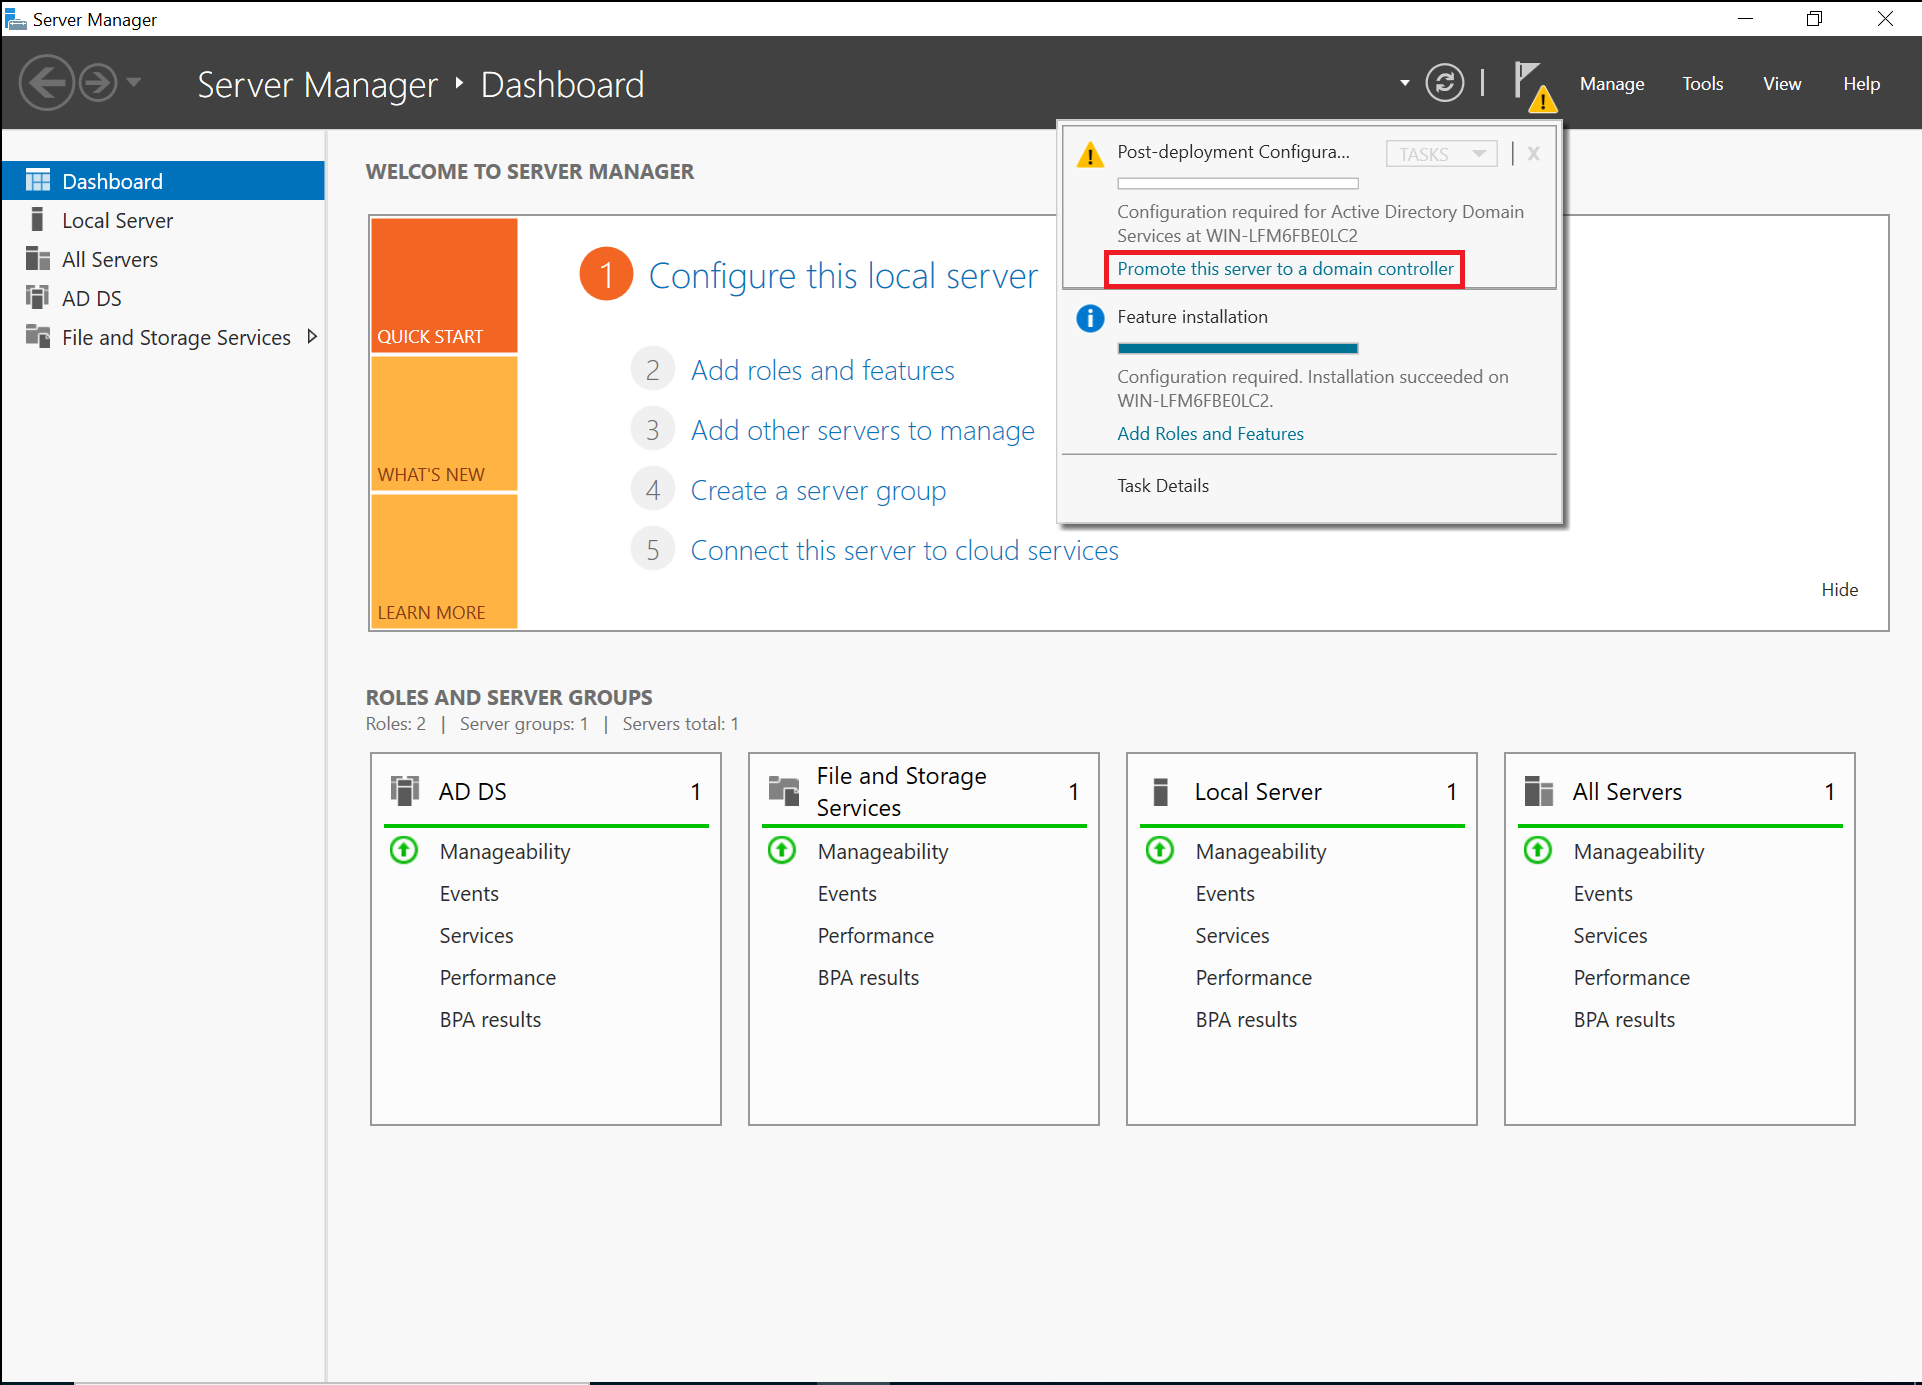 Server Manager
Server Manager ‣ Dashboard
Manage Tools View Help
Dashboard
Local Server
All Servers
AD DS
File and Storage Services
WELCOME TO SERVER MANAGER
QUICK START
WHAT'S NEW
LEARN MORE
1 Configure this local server
2 Add roles and features
3 Add other servers to manage
4 Create a server group
5 Connect this server to cloud services
Hide
Post-deployment Configura... TASKS X
Configuration required for Active Directory Domain
Services at WIN-LFM6FBE0LC2
Promote this server to a domain controller
Feature installation
Configuration required. Installation succeeded on
WIN-LFM6FBE0LC2.
Add Roles and Features
Task Details
ROLES AND SERVER GROUPS
Roles: 2 | Server groups: 1 | Servers total: 1
AD DS 1
Manageability
Events
Services
Performance
BPA results
File and Storage
Services 1
Manageability
Events
Performance
BPA results
Local Server 1
Manageability
Events
Services
Performance
BPA results
All Servers 1
Manageability
Events
Services
Performance
BPA results